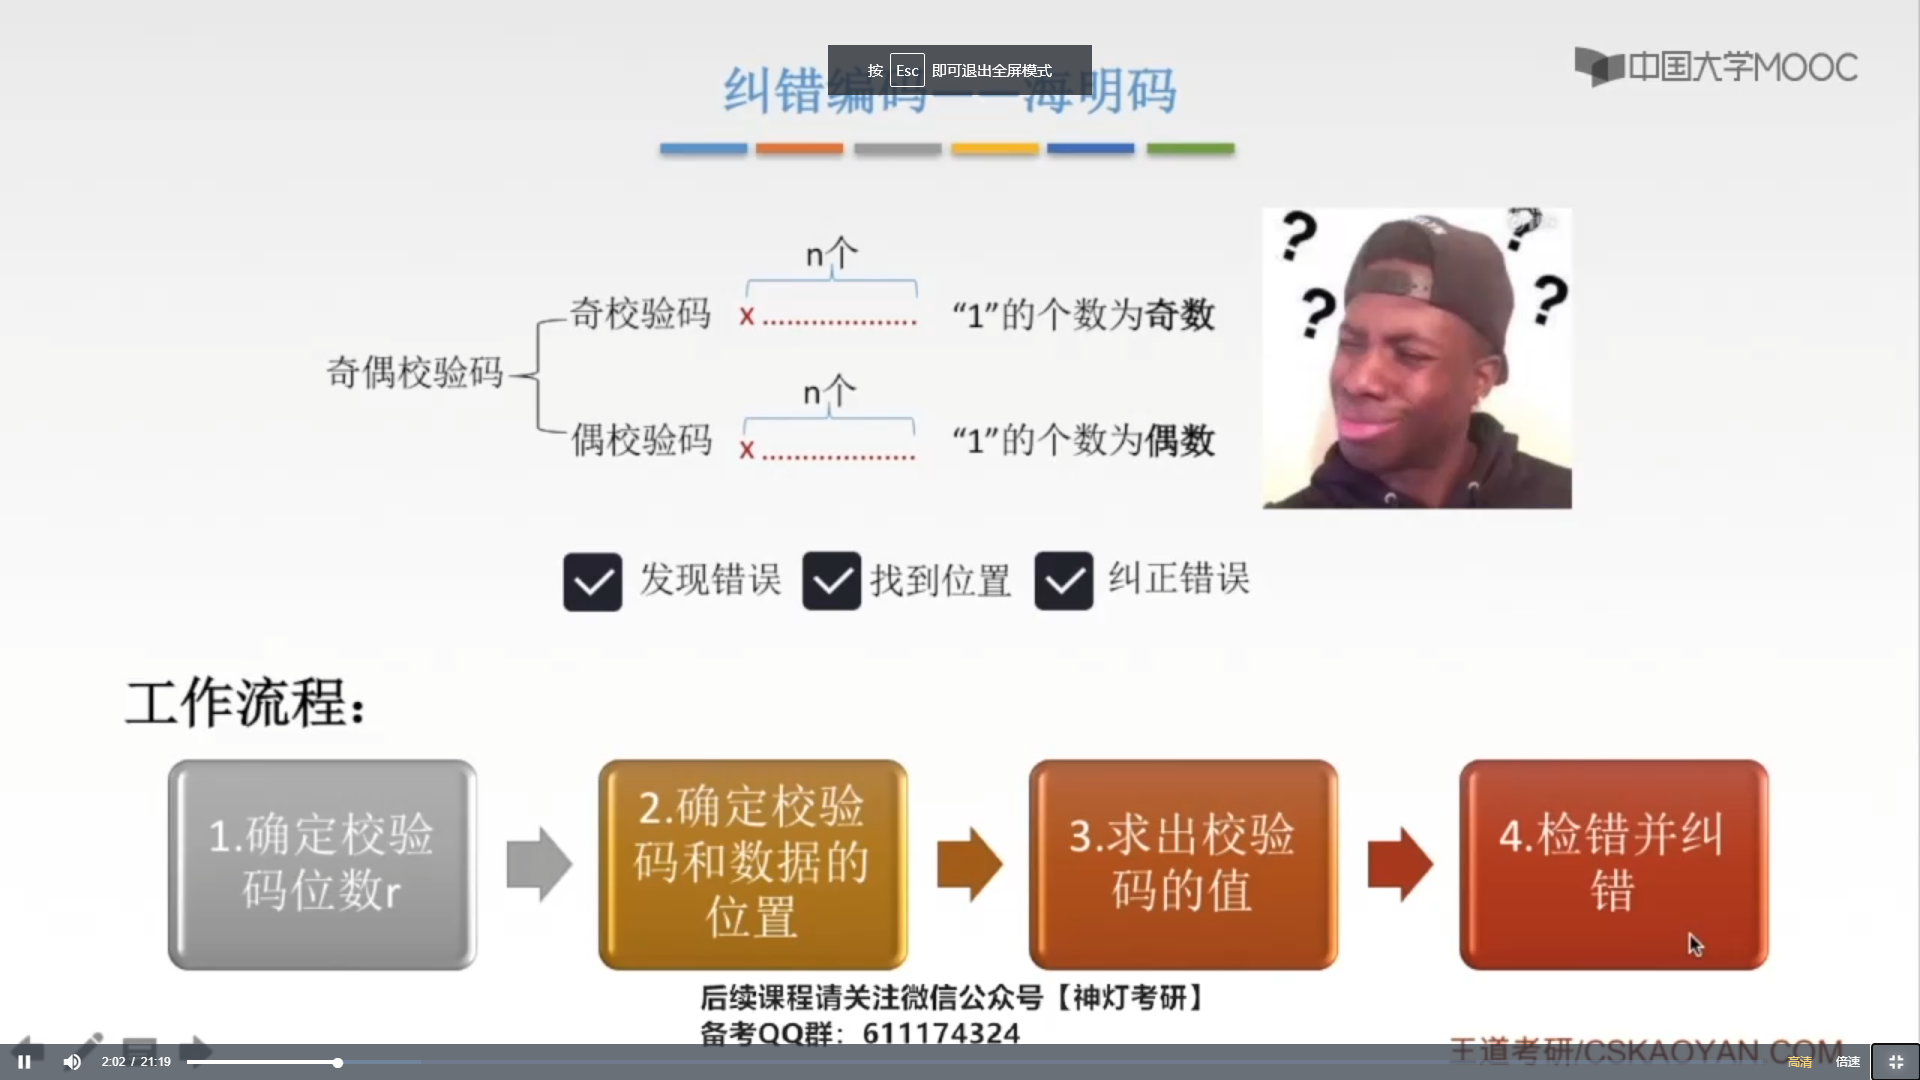 按 Esc 即可退出全屏模式
中国大学MOOC
纠错编码——海明码
n个
奇校验码 x ................... “1”的个数为奇数
奇偶校验码
n个
偶校验码 x ................... “1”的个数为偶数
? ? ? ?
发现错误 找到位置 纠正错误
工作流程：
1.确定校验
码位数r
2.确定校验
码和数据的
位置
3.求出校验
码的值
4.检错并纠
错
后续课程请关注微信公众号【神灯考研】
备考QQ群：611174324
王道考研/CSKAOYAN.COM
2:02 / 21:19
高清 倍速